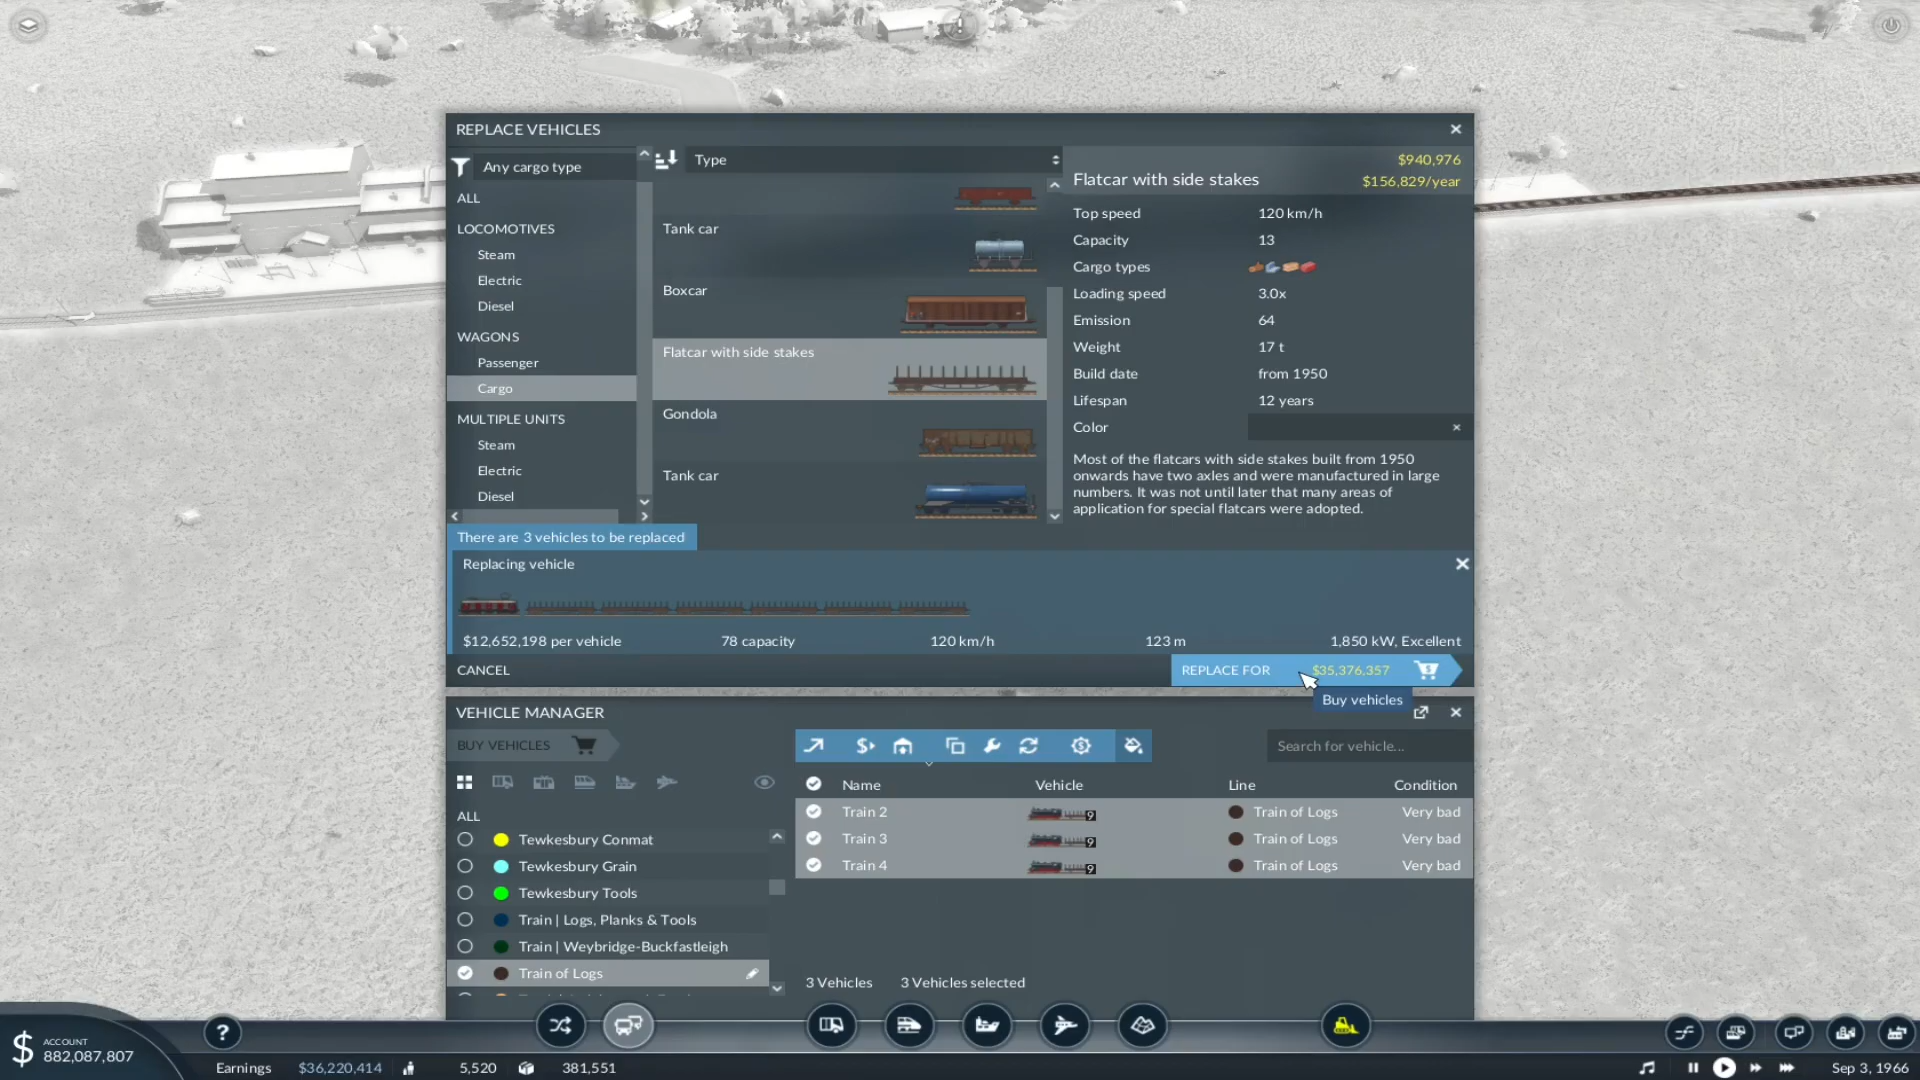 REPLACE VEHICLES
Any cargo type
ALL
LOCOMOTIVES
Steam
Electric
Diesel
WAGONS
Passenger
Cargo
MULTIPLE UNITS
Steam
Electric
Diesel
Type
Tank car
Boxcar
Flatcar with side stakes
Gondola
Tank car
$940,976
Flatcar with side stakes
$156,829/year
Top speed 120 km/h
Capacity 13
Cargo types
Loading speed 3.0x
Emission 64
Weight 17 t
Build date from 1950
Lifespan 12 years
Color
Most of the flatcars with side stakes built from 1950
onwards have two axles and were manufactured in large
numbers. It was not until later that many areas of
application for special flatcars were adopted.
There are 3 vehicles to be replaced
Replacing vehicle
$12,652,198 per vehicle 78 capacity 120 km/h 123 m 1,850 kW, Excellent
CANCEL
REPLACE FOR $35,376,357
Buy vehicles
VEHICLE MANAGER
BUY VEHICLES
Search for vehicle...
ALL
Tewkesbury Conmat
Tewkesbury Grain
Tewkesbury Tools
Train | Logs, Planks & Tools
Train | Weybridge-Buckfastleigh
Train of Logs
Name Vehicle Line Condition
Train 2 9 Train of Logs Very bad
Train 3 9 Train of Logs Very bad
Train 4 9 Train of Logs Very bad
3 Vehicles 3 Vehicles selected
$ ACCOUNT
882,087,807
?
Earnings $36,220,414 5,520 381,551
Sep 3, 1966